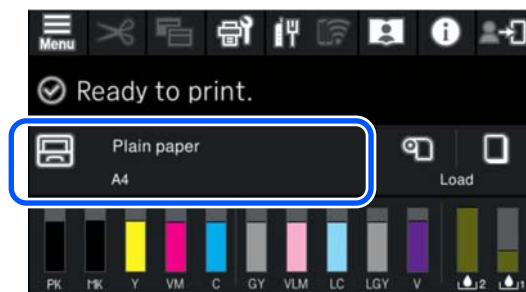 Menu
Ready to print.
Plain paper
A4
Load
PK MK Y VM C GY VLM LC LGY V 2 1